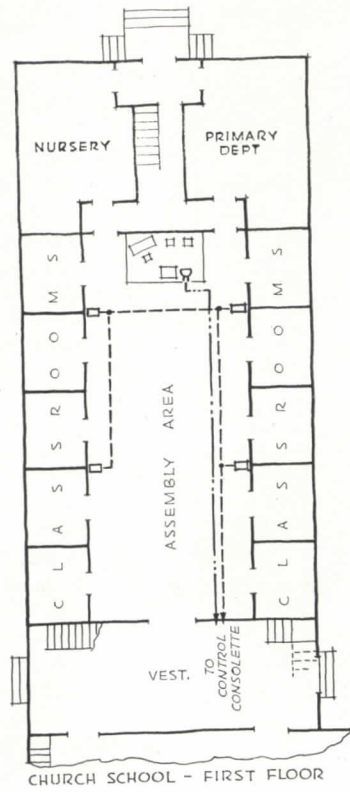 NURSERY
PRIMARY
DEPT
CLASSROOMS
ASSEMBLY AREA
CLASSROOMS
VEST.
TO
CONTROL
CONSOLETTE
CHURCH SCHOOL - FIRST FLOOR